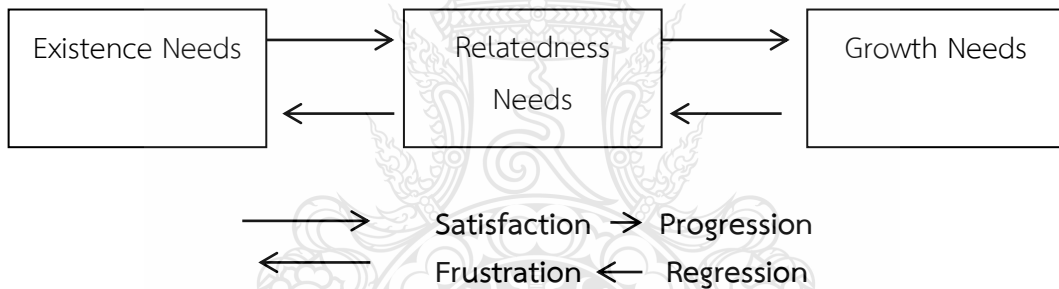 Existence Needs
Relatedness
Needs
Growth Needs
Satisfaction → Progression
Frustration ← Regression